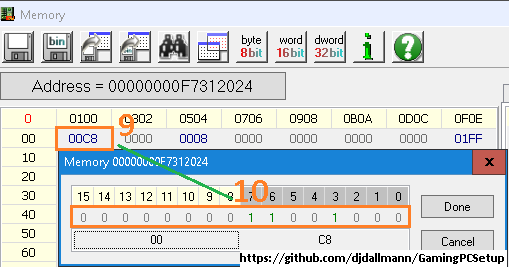 Memory
bin
byte
8bit
word
16bit
dword
32bit
i
?
Address = 00000000F7312024
0 0100 0302 0504 0706 0908 0B0A 0D0C 0F0E
00 00C8 0000 0008 0000 0000 0000 0000 01FF
9
10
20
30
40
50
60
Memory 00000000F7312024
X
10
15 14 13 12 11 10 9 8 7 6 5 4 3 2 1 0
0 0 0 0 0 0 0 0 1 1 0 0 1 0 0 0
Done
00 C8
Cancel
https://github.com/djdallmann/GamingPCSetup